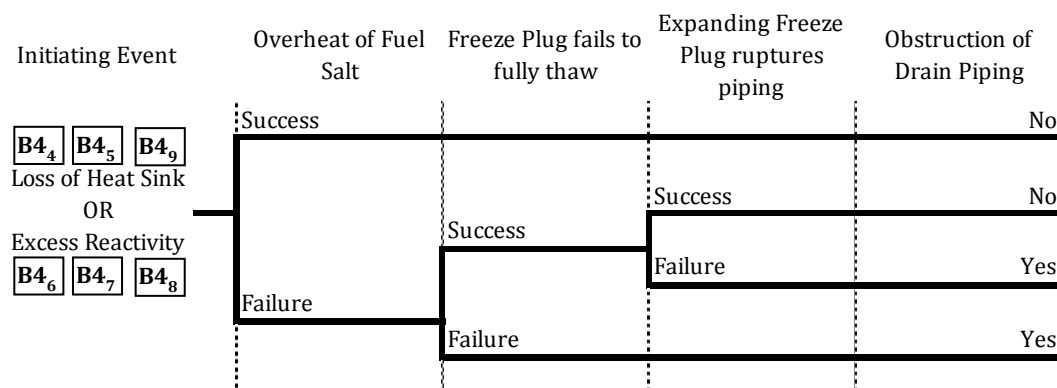 Initiating Event
Overheat of Fuel
Salt
Freeze Plug fails to
fully thaw
Expanding Freeze
Plug ruptures
piping
Obstruction of
Drain Piping
Success
No
B4₄ B4₅ B4₉
Loss of Heat Sink
OR
Excess Reactivity
B4₆ B4₇ B4₈
Success
No
Success
Failure
Yes
Failure
Failure
Yes